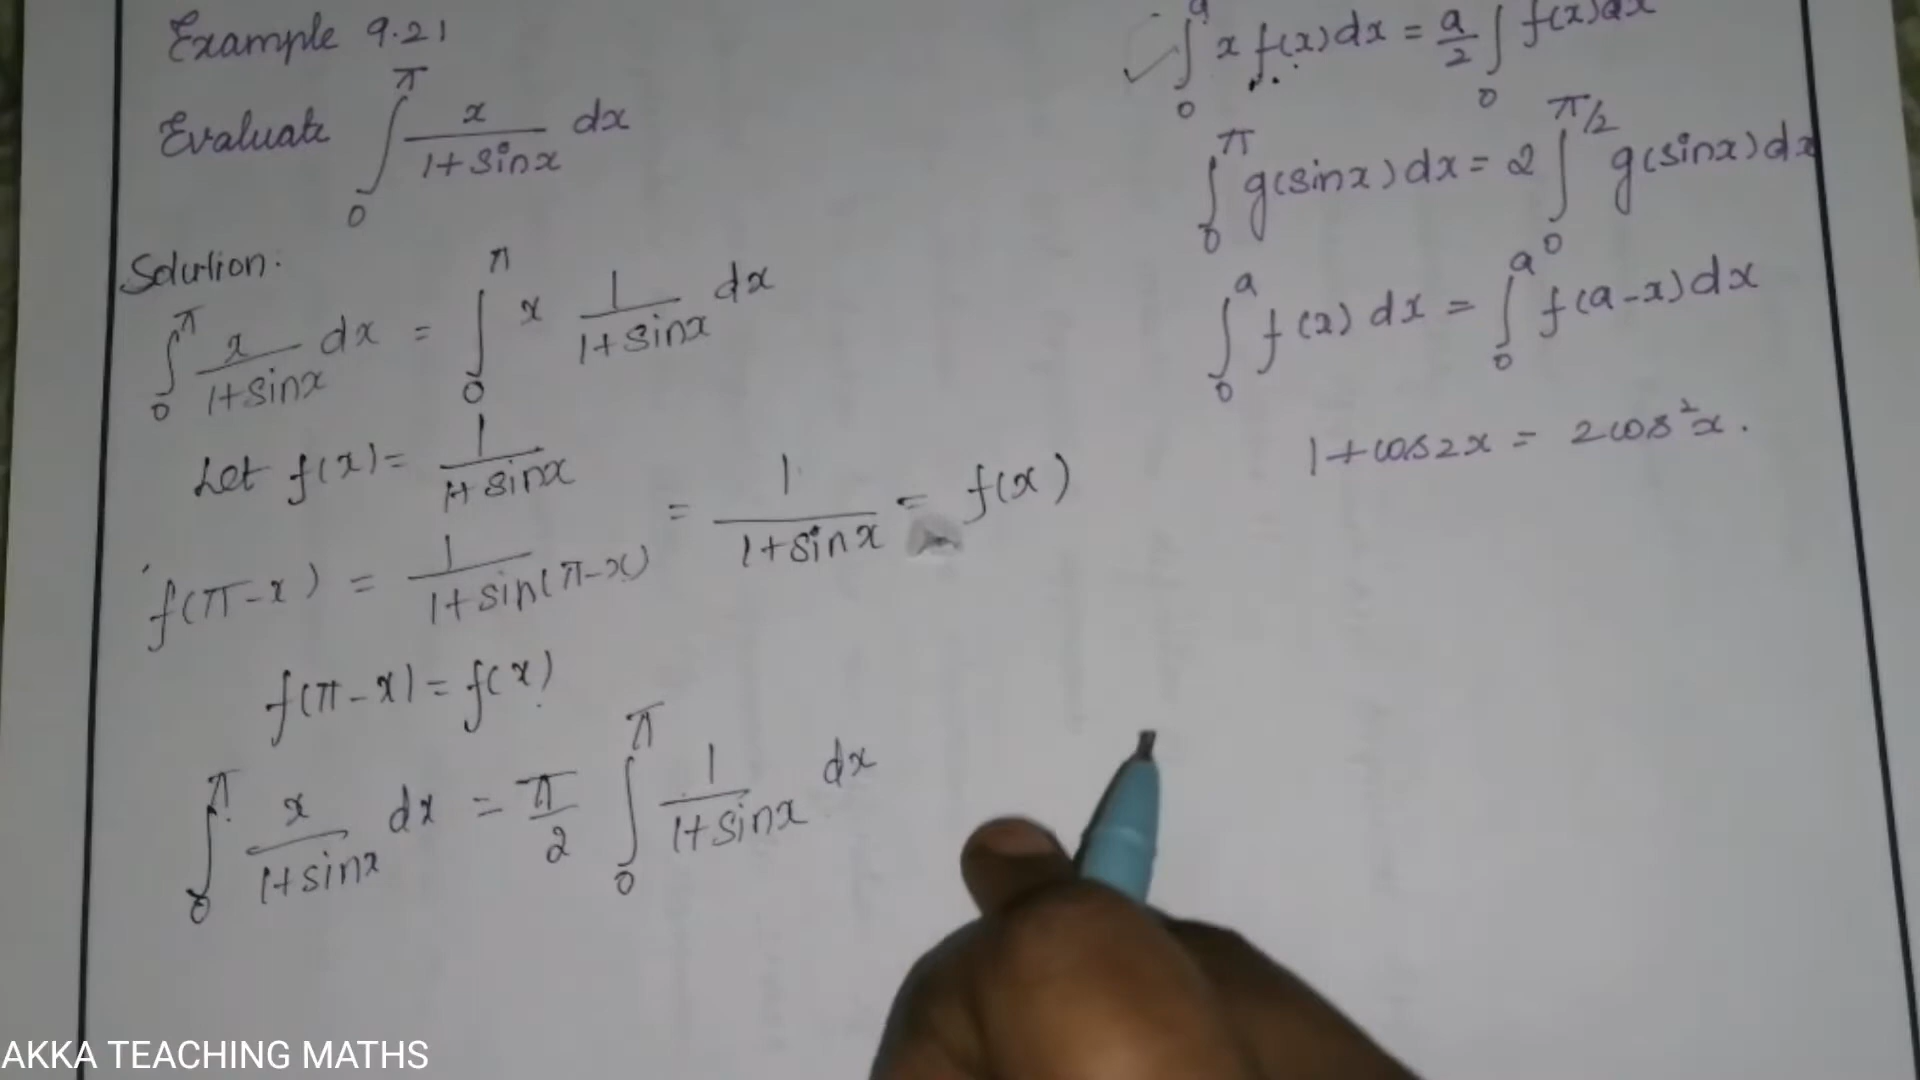 Example 9.21
Evaluate ∫₀^π x/(1+sinx) dx
Solution:
∫₀^π x/(1+sinx) dx = ∫₀^π x 1/(1+sinx) dx
Let f(x) = 1/(1+sinx)
f(π-x) = 1/(1+sin(π-x)) = 1/(1+sinx) = f(x)
f(π-x) = f(x)
∫₀^π x/(1+sinx) dx = π/2 ∫₀^π 1/(1+sinx) dx
∫₀^a x f(x) dx = a/2 ∫₀ f(x) dx
∫₀^π g(sinx) dx = 2 ∫₀^(π/2) g(sinx) dx
∫₀^a f(x) dx = ∫₀^a f(a-x) dx
1+cos2x = 2cos²x.
AKKA TEACHING MATHS